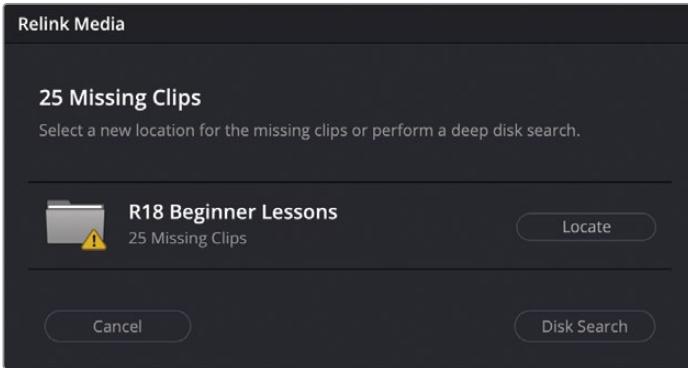 Relink Media
25 Missing Clips
Select a new location for the missing clips or perform a deep disk search.
R18 Beginner Lessons
25 Missing Clips
Locate
Cancel
Disk Search